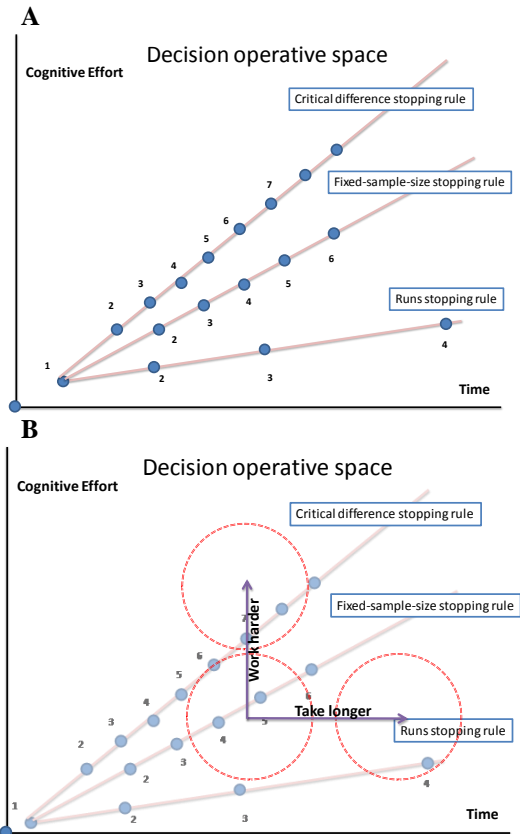 A
Decision operative space
Cognitive Effort
Critical difference stopping rule
Fixed-sample-size stopping rule
7
6
5
4
3
2
6
5
4
3
2
1
Runs stopping rule
4
3
2
Time
B
Decision operative space
Cognitive Effort
Critical difference stopping rule
Fixed-sample-size stopping rule
7
6
5
4
3
2
Work harder
6
5
4
3
2
1
Take longer
Runs stopping rule
4
3
2
Time